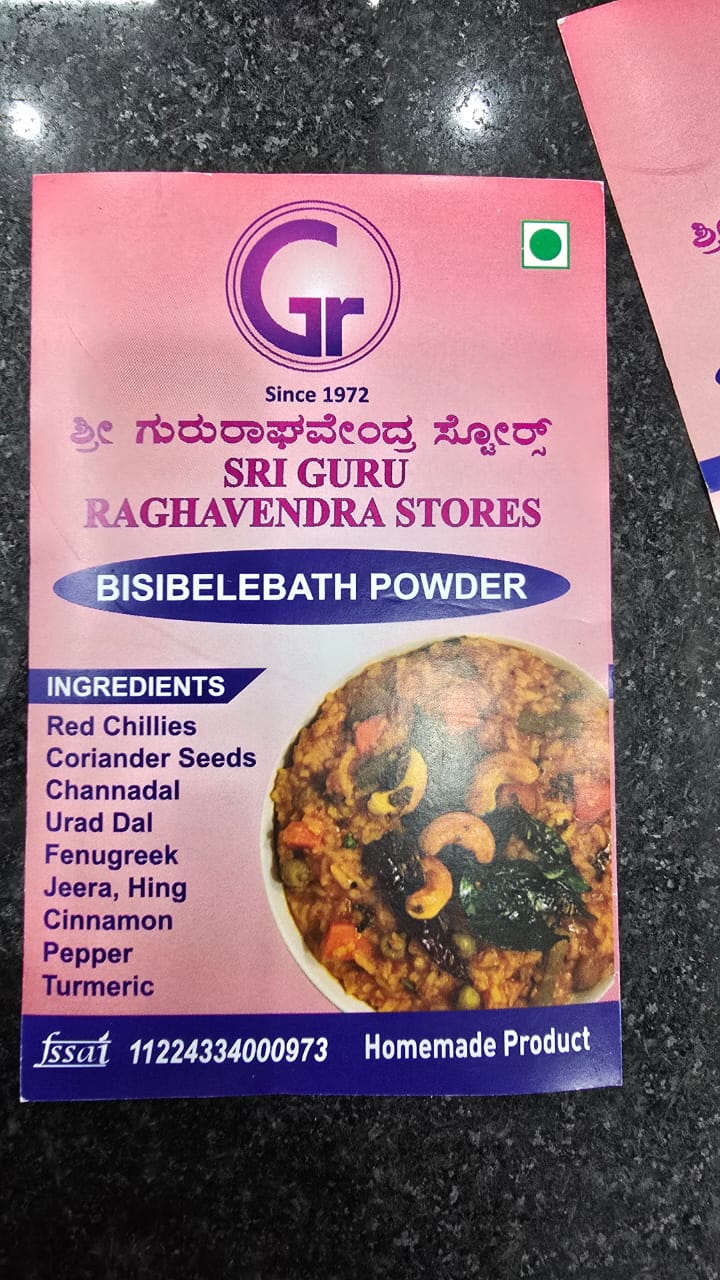 Gr
Since 1972
ಶ್ರೀ ಗುರುರಾಘವೇಂದ್ರ ಸ್ಟೋರ್ಸ್
SRI GURU
RAGHAVENDRA STORES
BISIBELEBATH POWDER
INGREDIENTS
Red Chillies
Coriander Seeds
Channadal
Urad Dal
Fenugreek
Jeera, Hing
Cinnamon
Pepper
Turmeric
fssai 11224334000973 Homemade Product
ಶ್ರೀ